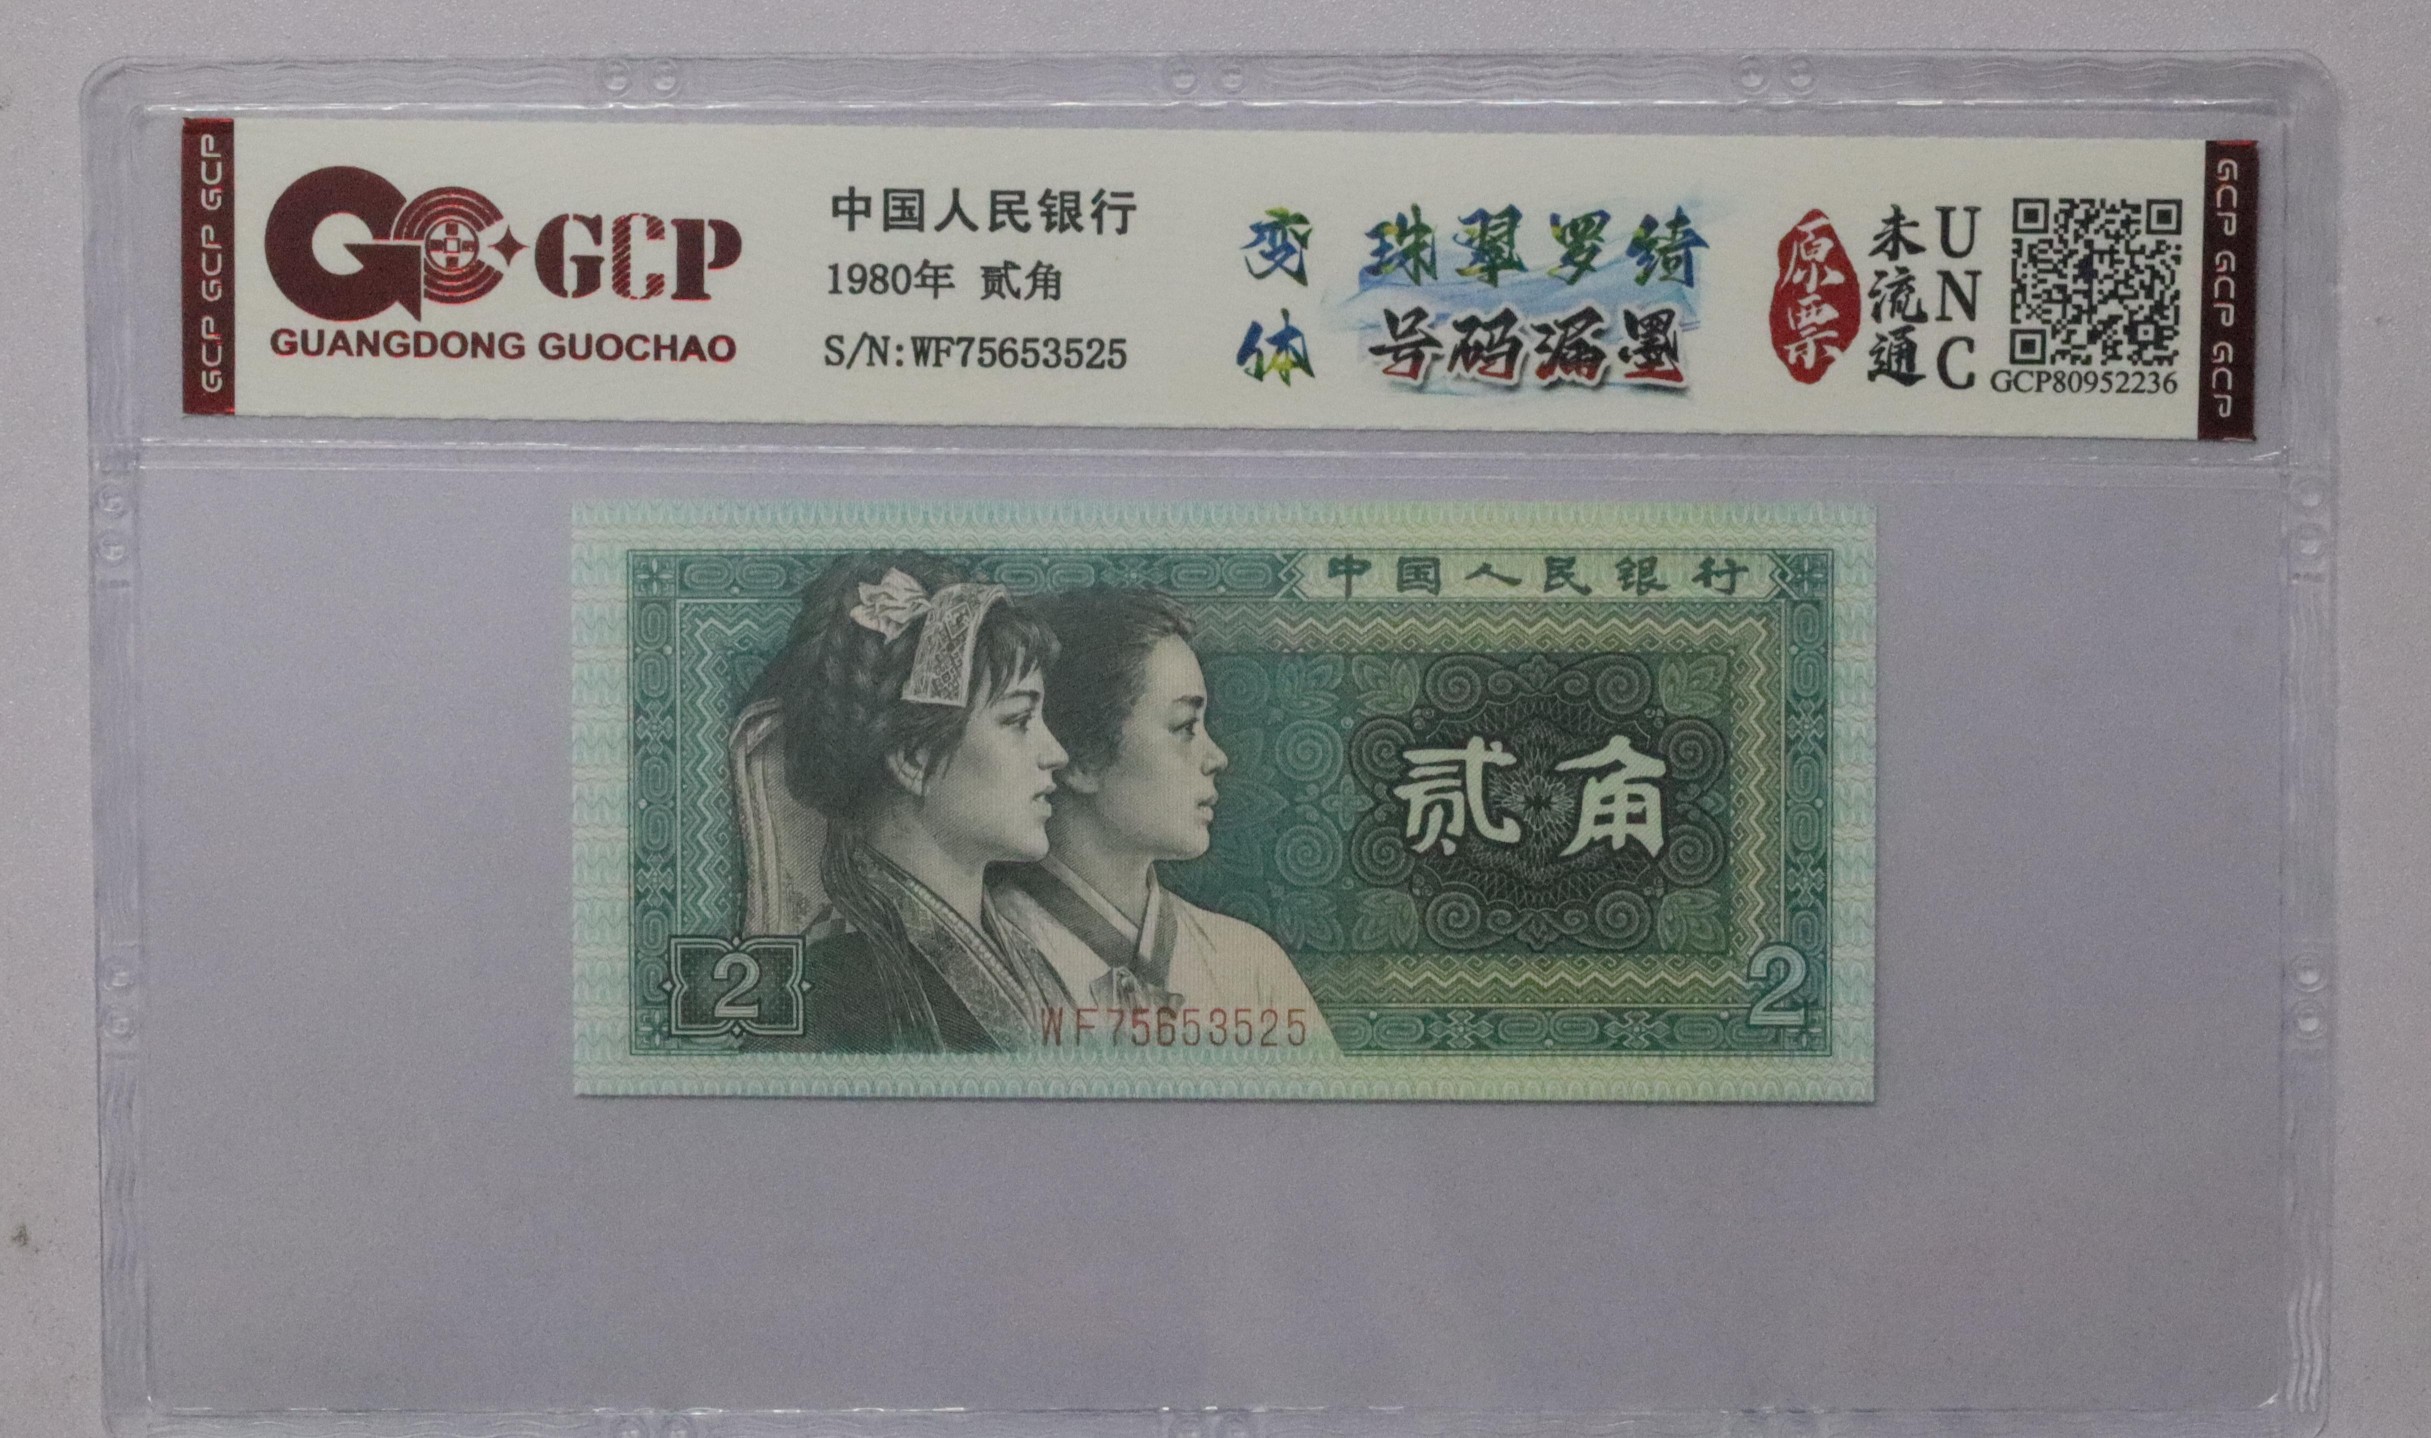 GCP GCP GCP
GCP
GUANGDONG GUOCHAO
中国人民银行
1980年 贰角
S/N:WF75653525
变体
珠翠罗绮
号码漏墨
原票
未流通
UNC
GCP80952236
GCP GCP GCP
中国人民银行
贰角
2
2
WF75653525